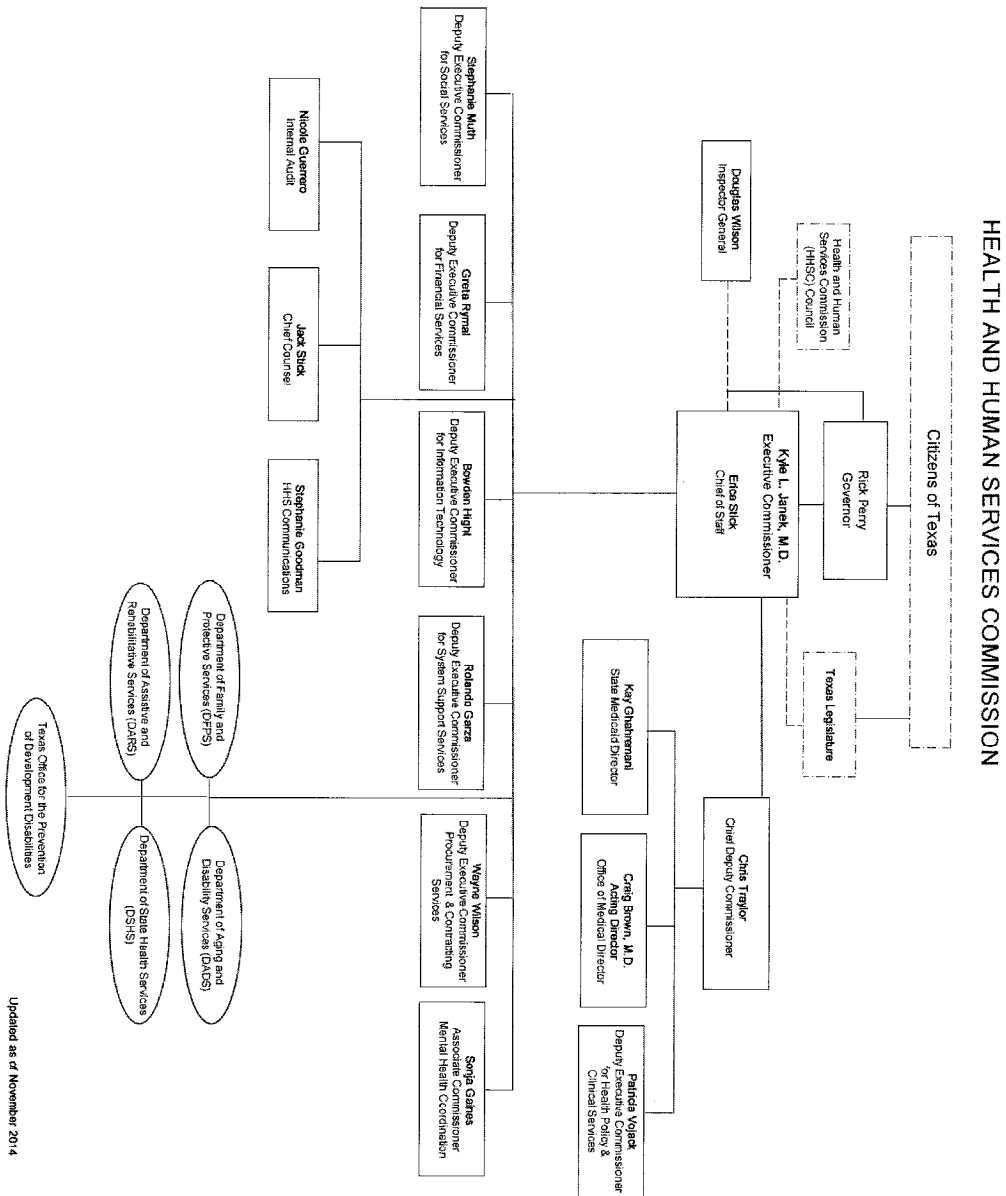 HEALTH AND HUMAN SERVICES COMMISSION
Citizens of Texas
Rick Perry
Governor
Texas Legislature
Health and Human
Services Commission
(HHSC) Council
Douglas Wilson
Inspector General
Kyle L. Janek, M.D.
Executive Commissioner
Erica Stick
Chief of Staff
Chris Traylor
Chief Deputy Commissioner
Kay Ghahremani
State Medicaid Director
Craig Brown, M.D.
Acting Director
Office of Medical Director
Patricia Vojack
Deputy Executive Commissioner
for Health Policy &
Clinical Services
Stephanie Muth
Deputy Executive Commissioner
for Social Services
Greta Rymal
Deputy Executive Commissioner
for Financial Services
Bowden Hight
Deputy Executive Commissioner
for Information Technology
Rolando Garza
Deputy Executive Commissioner
for System Support Services
Wayne Wilson
Deputy Executive Commissioner
Procurement & Contracting
Services
Sonja Gaines
Associate Commissioner
Mental Health Coordination
Nicole Guerrero
Internal Audit
Jack Stick
Chief Counsel
Stephanie Goodman
HHS Communications
Department of Family and
Protective Services (DFPS)
Department of Aging and
Disability Services (DADS)
Department of Assistive and
Rehabilitative Services (DARS)
Department of State Health Services
(DSHS)
Texas Office for the Prevention
of Development Disabilities
Updated as of November 2014